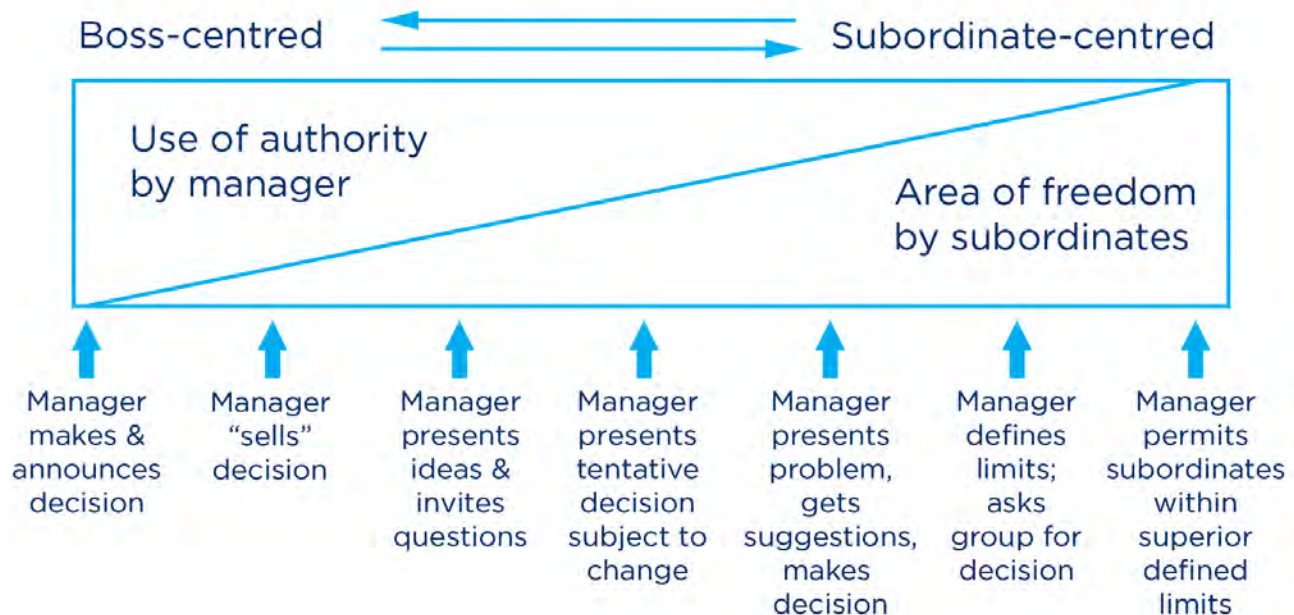 Boss-centred
Subordinate-centred
Use of authority
by manager
Area of freedom
by subordinates
Manager
makes &
announces
decision
Manager
“sells”
decision
Manager
presents
ideas &
invites
questions
Manager
presents
tentative
decision
subject to
change
Manager
presents
problem,
gets
suggestions,
makes
decision
Manager
defines
limits;
asks
group for
decision
Manager
permits
subordinates
within
superior
defined
limits